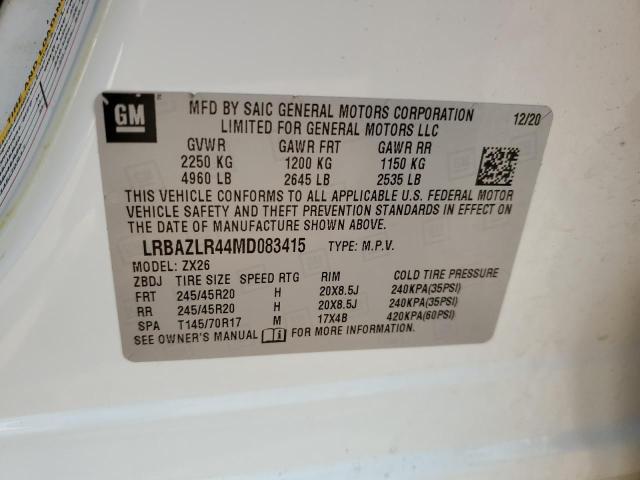 GM
MFD BY SAIC GENERAL MOTORS CORPORATION 12/20
LIMITED FOR GENERAL MOTORS LLC
GVWR GAWR FRT GAWR RR
2250 KG 1200 KG 1150 KG
4960 LB 2645 LB 2535 LB
THIS VEHICLE CONFORMS TO ALL APPLICABLE U.S. FEDERAL MOTOR
VEHICLE SAFETY AND THEFT PREVENTION STANDARDS IN EFFECT ON
THE DATE OF MANUFACTURE SHOWN ABOVE.
LRBAZLR44MD083415 TYPE: M.P.V.
MODEL: ZX26
ZBDJ TIRE SIZE SPEED RTG RIM COLD TIRE PRESSURE
FRT 245/45R20 H 20X8.5J 240KPA(35PSI)
RR 245/45R20 H 20X8.5J 240KPA(35PSI)
SPA T145/70R17 M 17X4B 420KPA(60PSI)
SEE OWNER'S MANUAL FOR MORE INFORMATION.